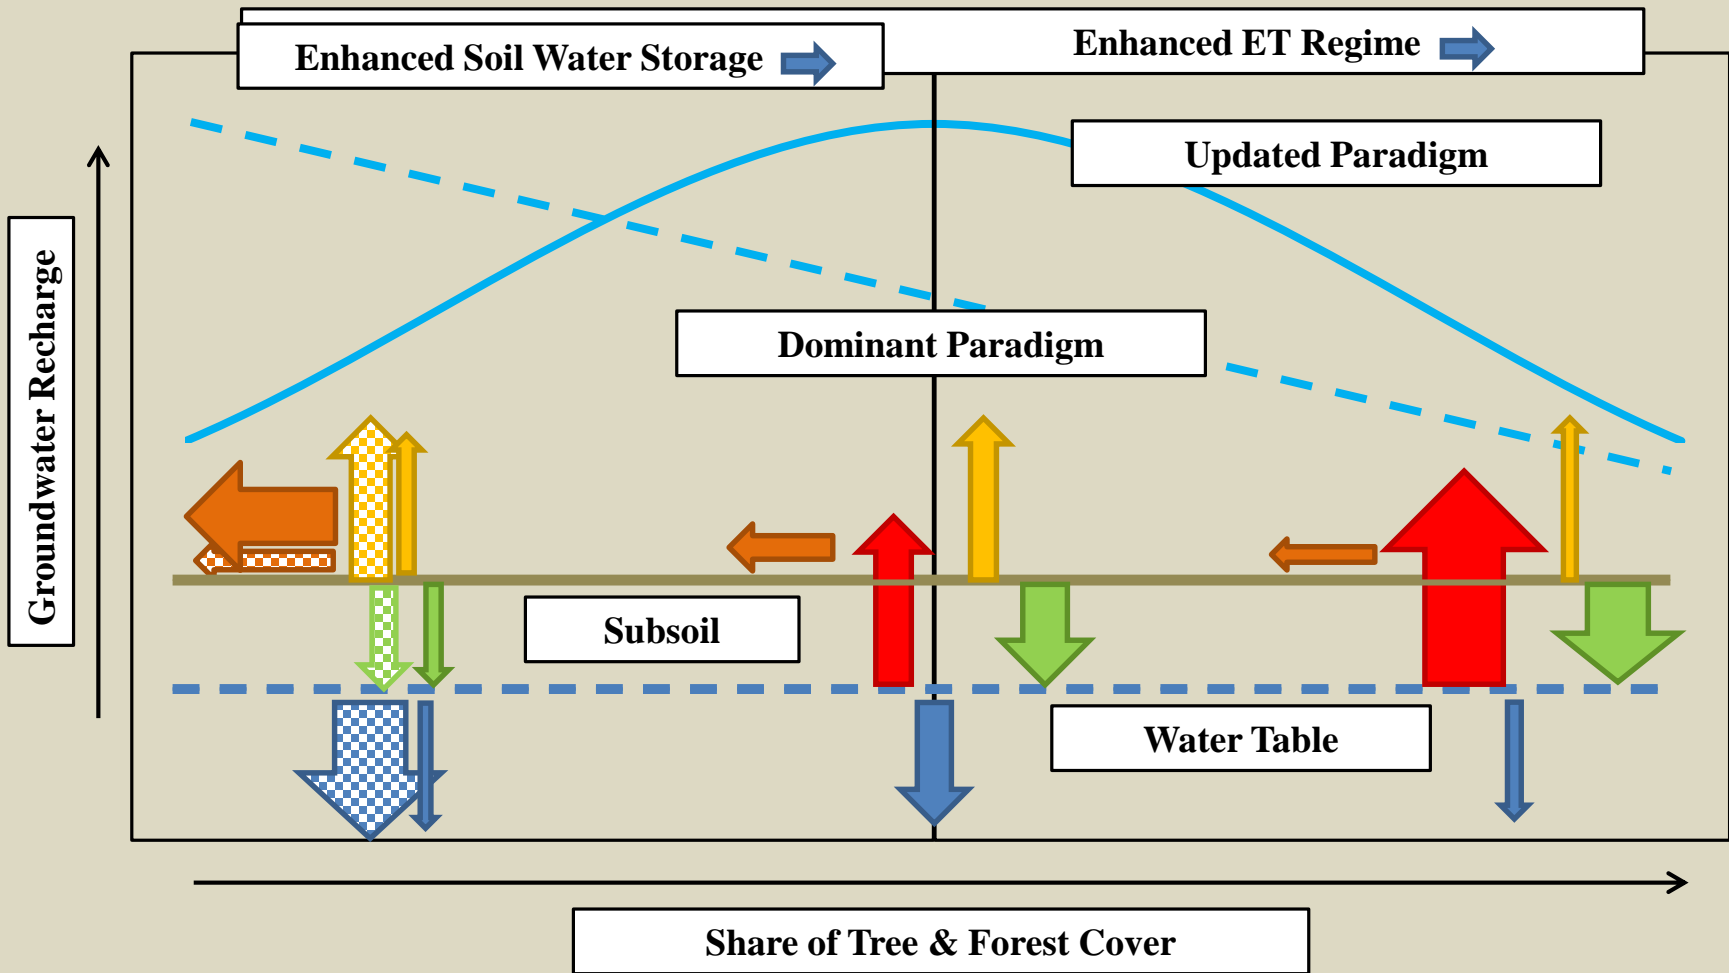 Enhanced Soil Water Storage
Enhanced ET Regime
Updated Paradigm
Dominant Paradigm
Groundwater Recharge
Subsoil
Water Table
Share of Tree & Forest Cover